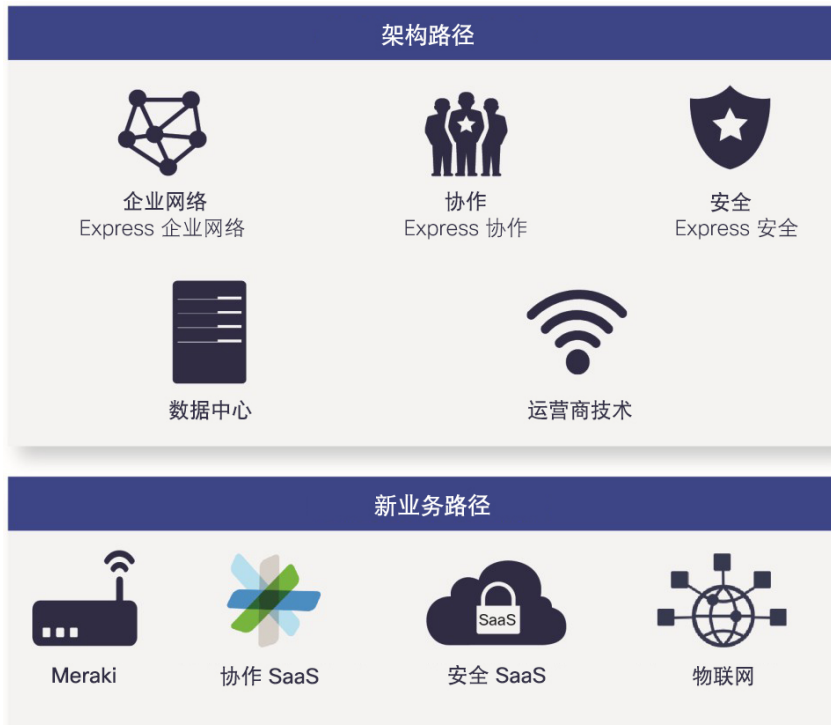 架构路径
企业网络
Express 企业网络
协作
Express 协作
安全
Express 安全
数据中心
运营商技术
新业务路径
SaaS
Meraki
协作 SaaS
安全 SaaS
物联网